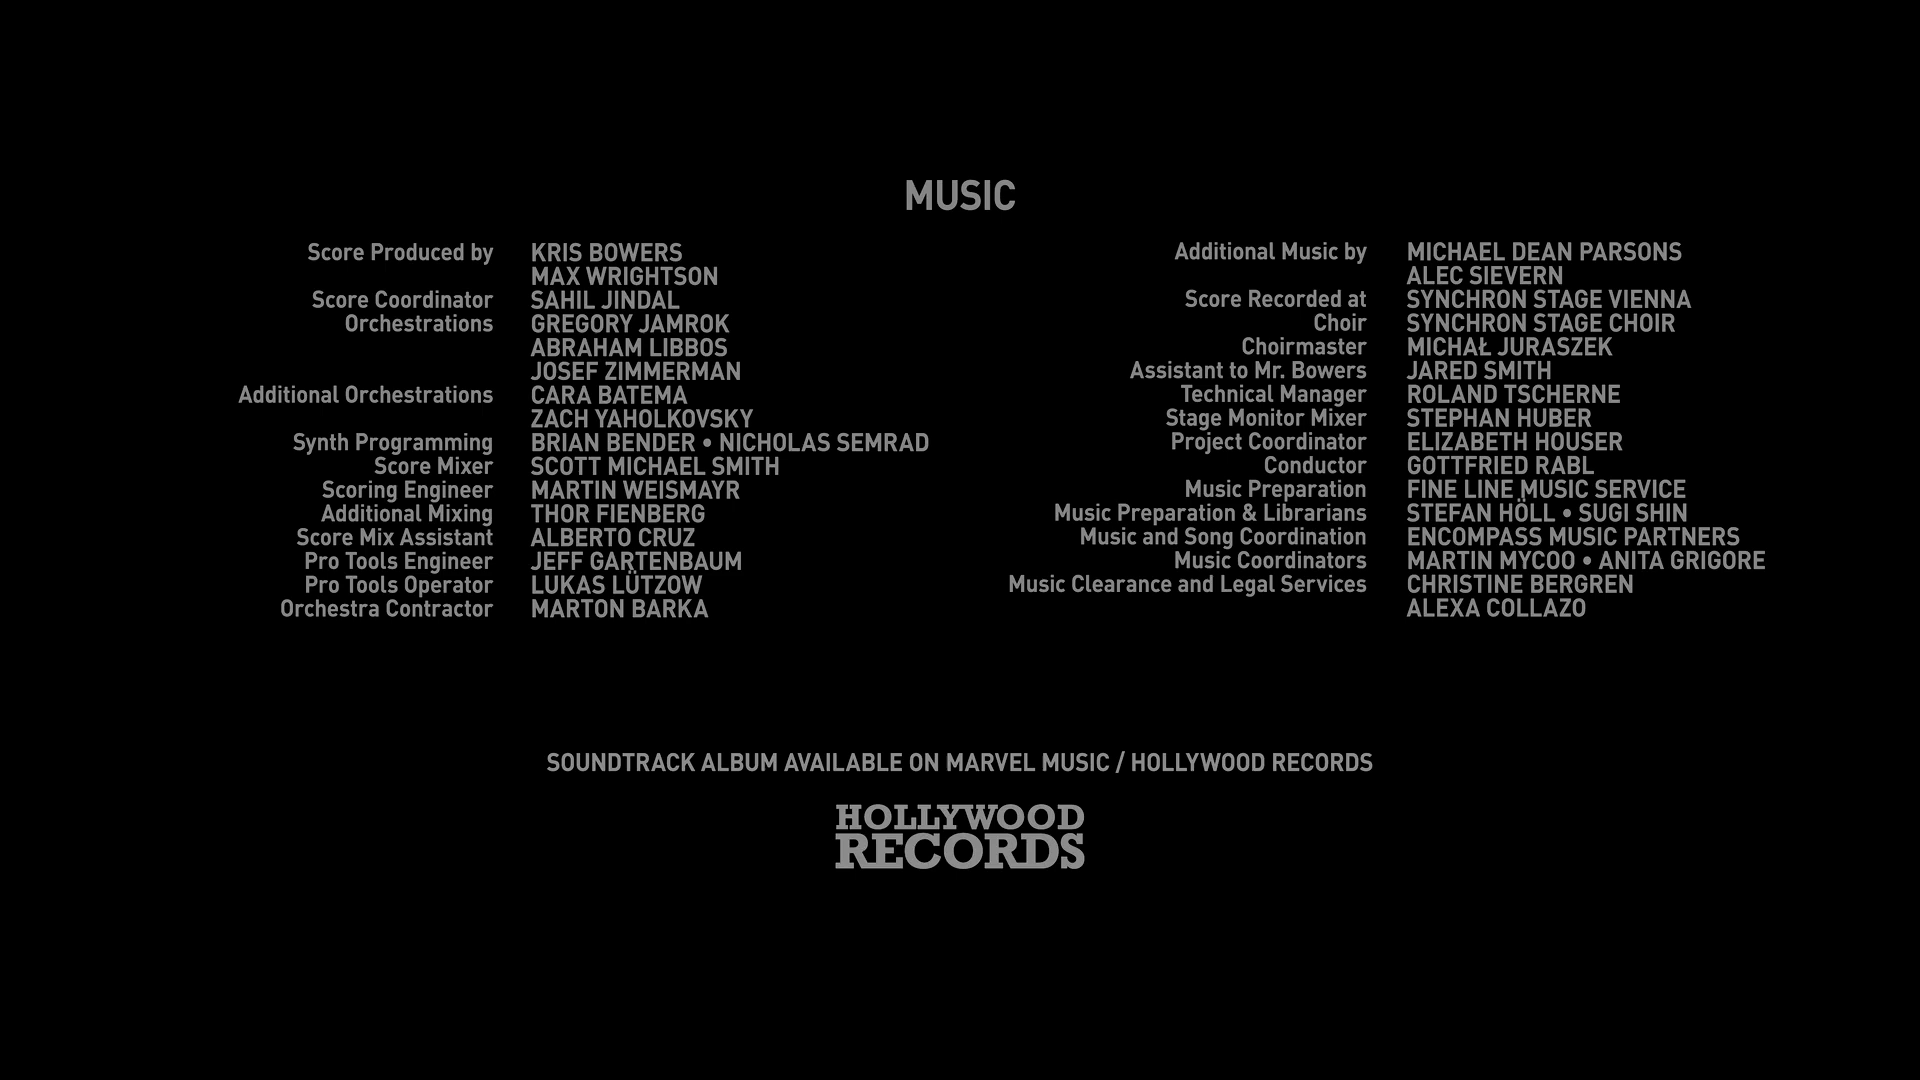 MUSIC
Score Produced by KRIS BOWERS
MAX WRIGHTSON
Score Coordinator SAHIL JINDAL
Orchestrations GREGORY JAMROK
ABRAHAM LIBBOS
JOSEF ZIMMERMAN
Additional Orchestrations CARA BATEMA
ZACH YAHOLKOVSKY
Synth Programming BRIAN BENDER • NICHOLAS SEMRAD
Score Mixer SCOTT MICHAEL SMITH
Scoring Engineer MARTIN WEISMAYR
Additional Mixing THOR FIENBERG
Score Mix Assistant ALBERTO CRUZ
Pro Tools Engineer JEFF GARTENBAUM
Pro Tools Operator LUKAS LÜTZOW
Orchestra Contractor MARTON BARKA
Additional Music by MICHAEL DEAN PARSONS
ALEC SIEVERN
Score Recorded at SYNCHRON STAGE VIENNA
Choir SYNCHRON STAGE CHOIR
Choirmaster MICHAŁ JURASZEK
Assistant to Mr. Bowers JARED SMITH
Technical Manager ROLAND TSCHERNE
Stage Monitor Mixer STEPHAN HUBER
Project Coordinator ELIZABETH HOUSER
Conductor GOTTFRIED RABL
Music Preparation FINE LINE MUSIC SERVICE
Music Preparation & Librarians STEFAN HÖLL • SUGI SHIN
Music and Song Coordination ENCOMPASS MUSIC PARTNERS
Music Coordinators MARTIN MYCOO • ANITA GRIGORE
Music Clearance and Legal Services CHRISTINE BERGREN
ALEXA COLLAZO
SOUNDTRACK ALBUM AVAILABLE ON MARVEL MUSIC / HOLLYWOOD RECORDS
HOLLYWOOD
RECORDS